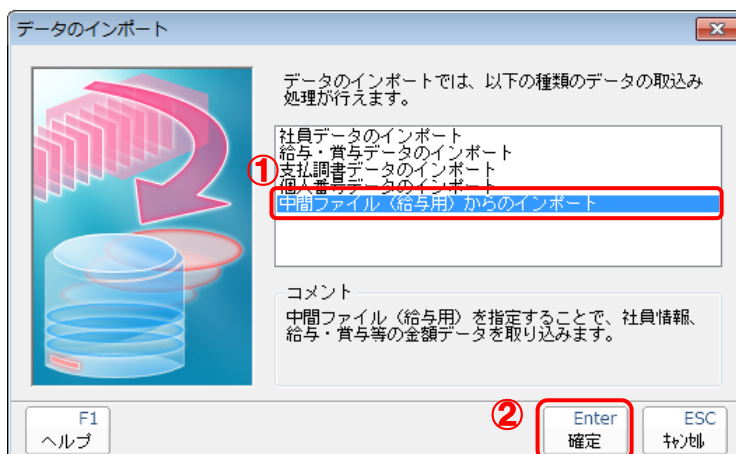 データのインポート
データのインポートでは、以下の種類のデータの取込み
処理が行えます。
社員データのインポート
給与・賞与データのインポート
①
支払調書データのインポート
個人番号データのインポート
中間ファイル（給与用）からのインポート
コメント
中間ファイル（給与用）を指定することで、社員情報、
給与・賞与等の金額データを取り込みます。
F1
ヘルプ
②
Enter
確定
ESC
ｷｬﾝｾﾙ